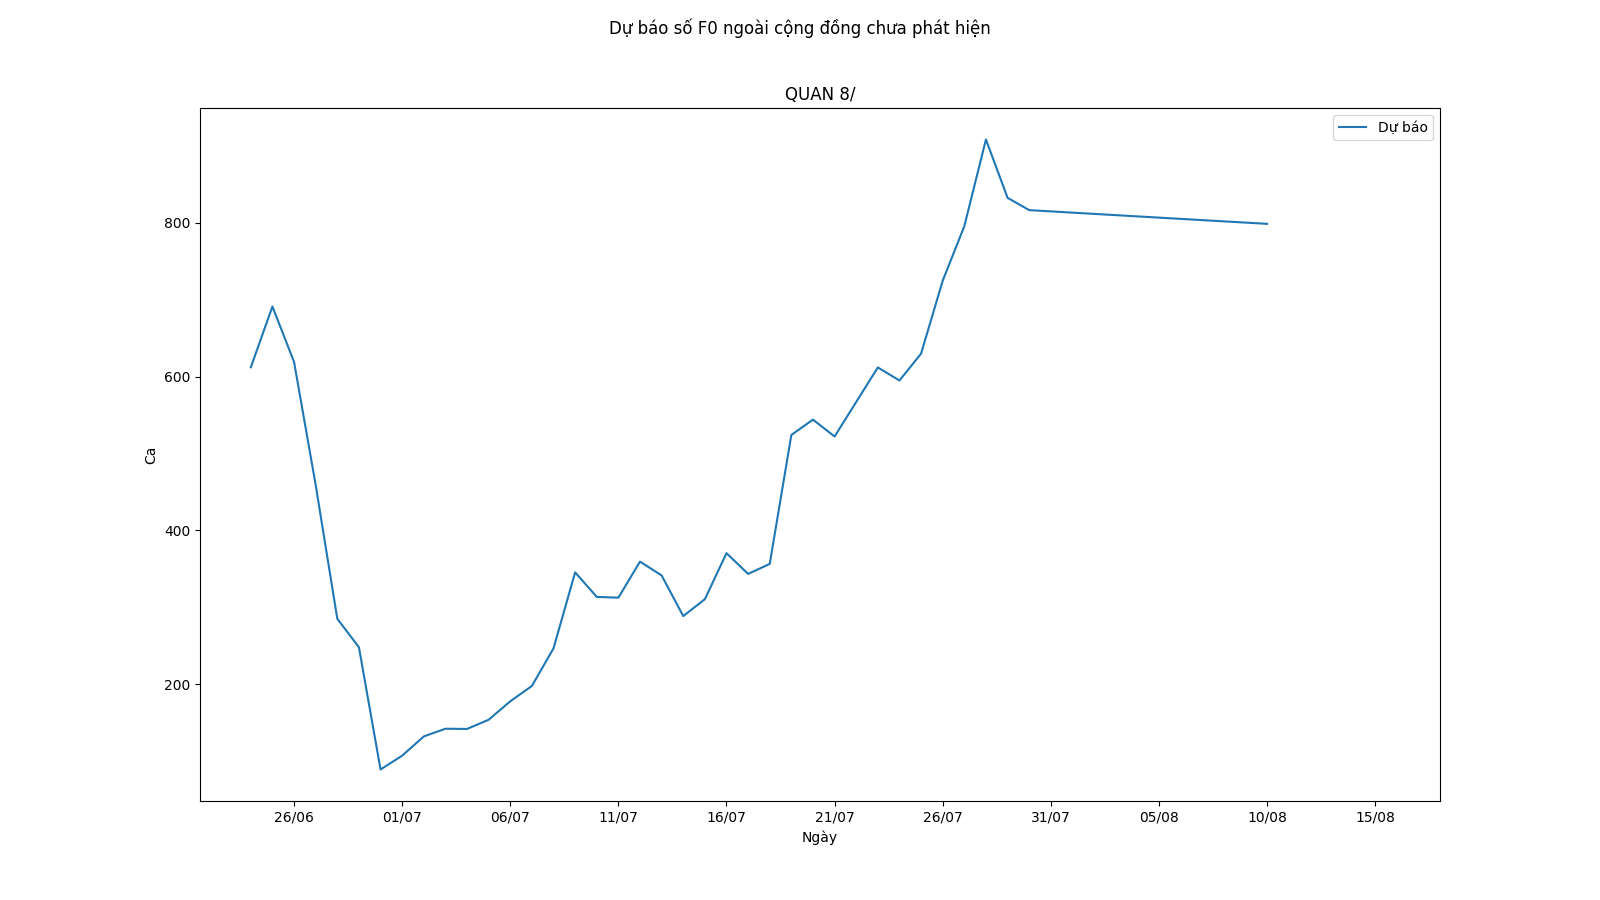 Dự báo số F0 ngoài cộng đồng chưa phát hiện
QUAN 8/
Dự báo
800
600
400
200
Ca
26/06 01/07 06/07 11/07 16/07 21/07 26/07 31/07 05/08 10/08 15/08
Ngày